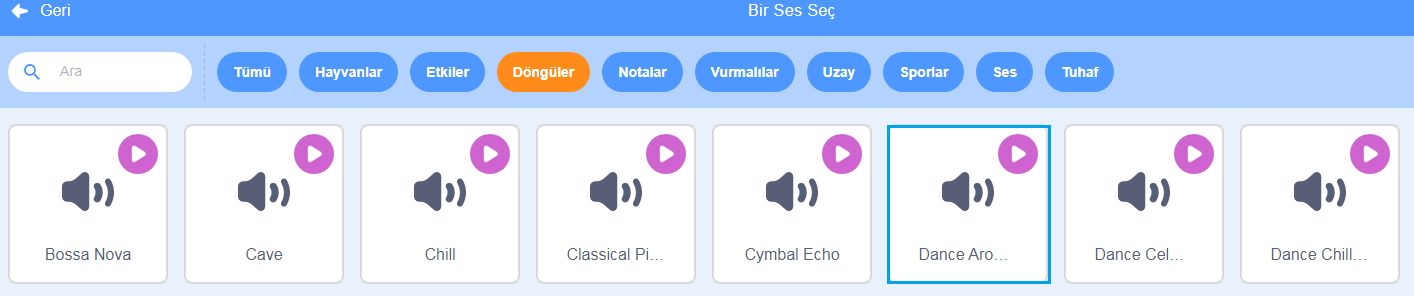 Geri
Bir Ses Seç
Ara
Tümü
Hayvanlar
Etkiler
Döngüler
Notalar
Vurmalılar
Uzay
Sporlar
Ses
Tuhaf
Bossa Nova
Cave
Chill
Classical Pi...
Cymbal Echo
Dance Aro...
Dance Cel...
Dance Chill...